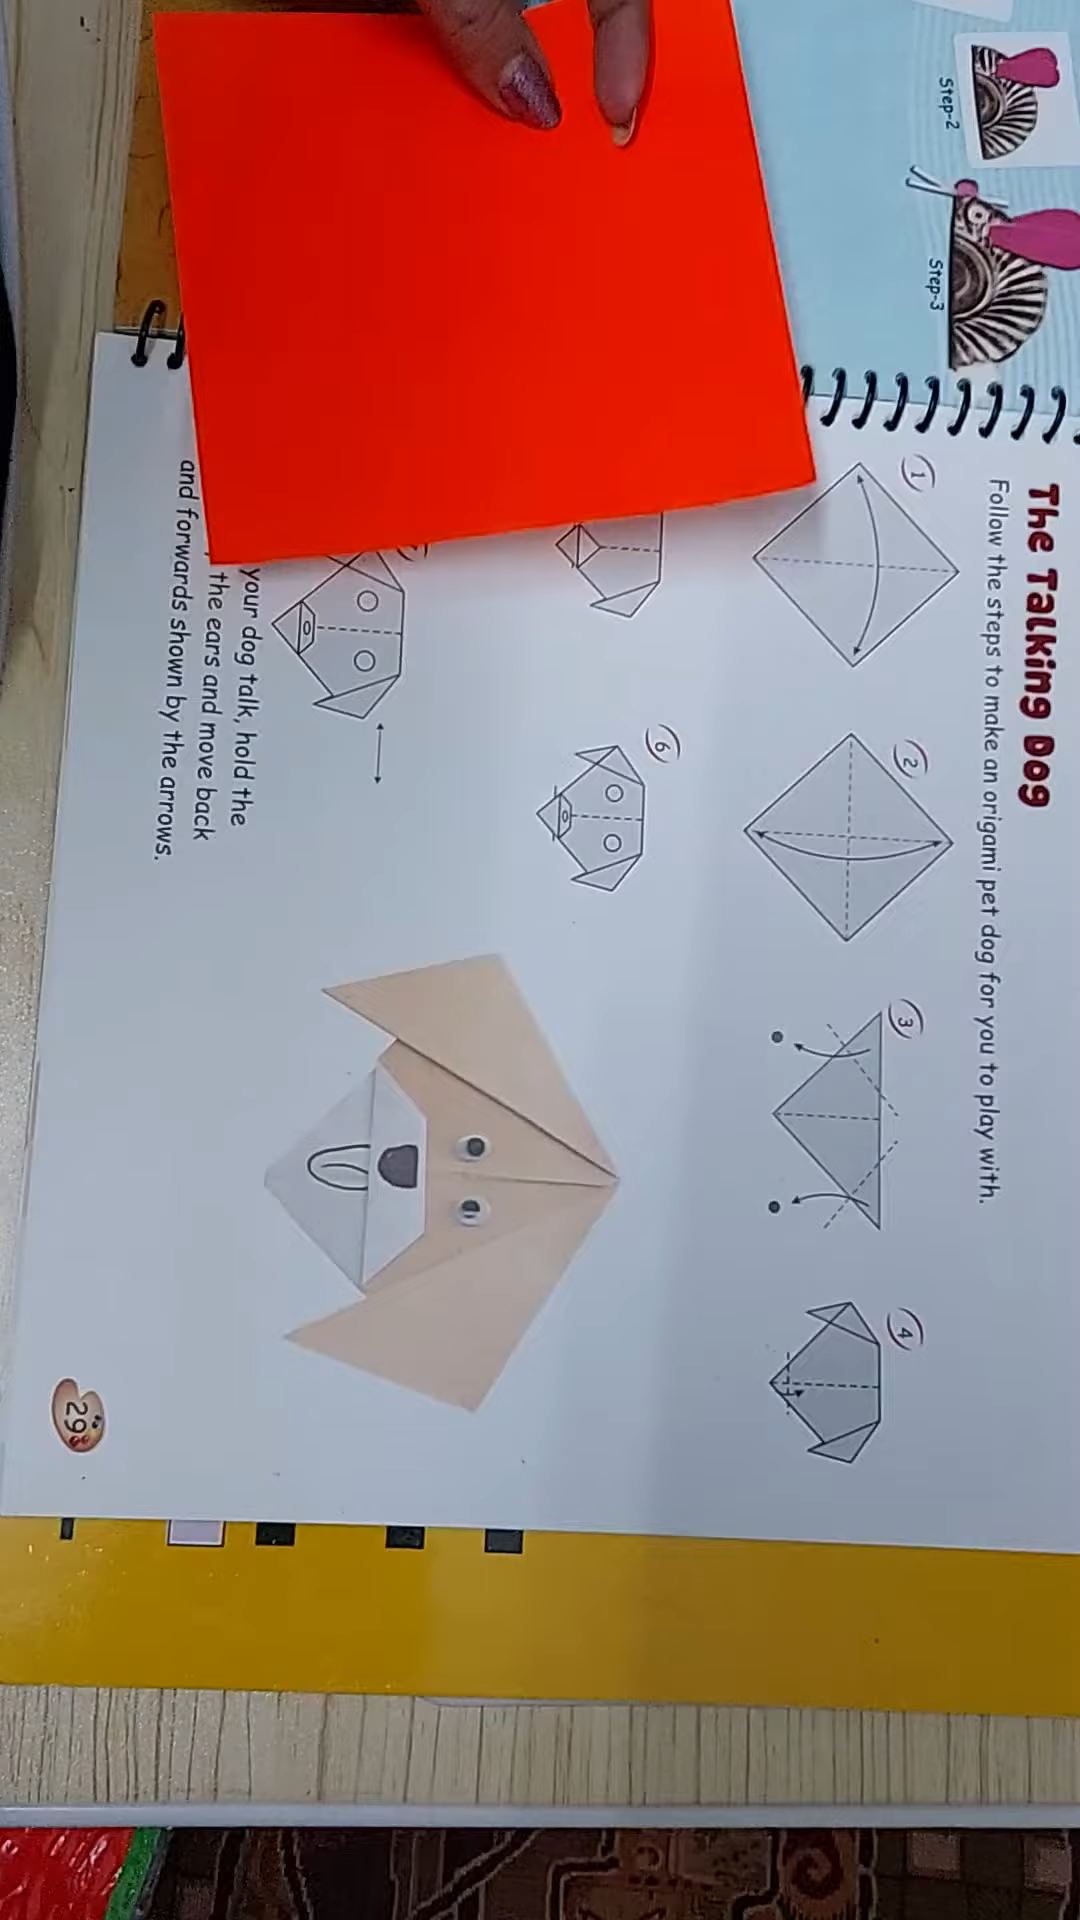 Step-2
Step-3
The Talking Dog
Follow the steps to make an origami pet dog for you to play with.
1
2
3
4
6
your dog talk, hold the
the ears and move back
and forwards shown by the arrows.
29